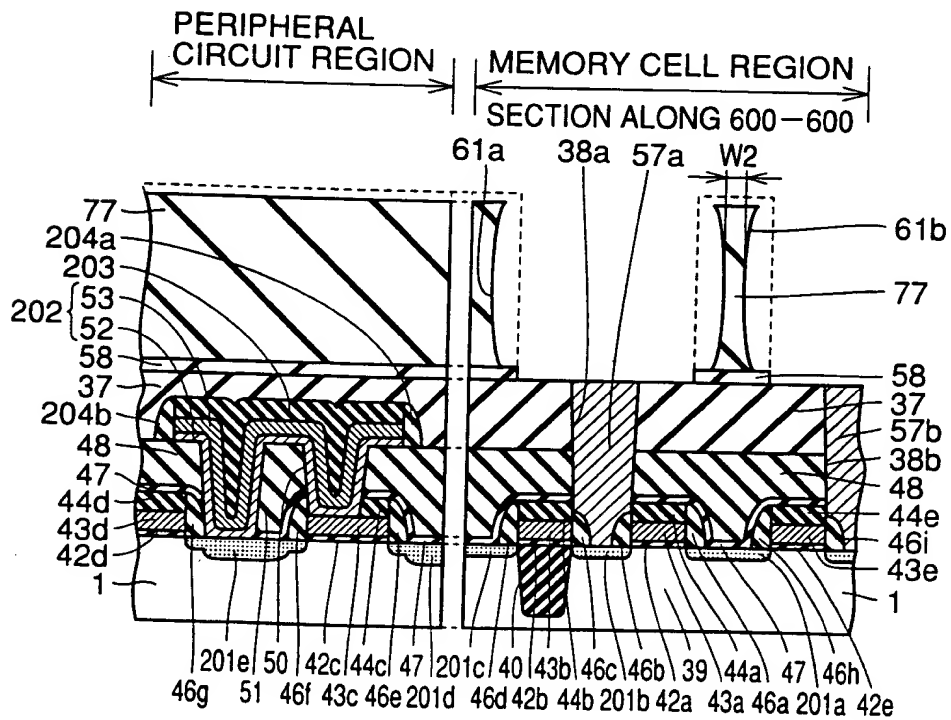 PERIPHERAL
CIRCUIT REGION
MEMORY CELL REGION
SECTION ALONG 600-600
61a 38a 57a W2
77
204a
203
202 { 53
52
58
37
204b
48
47
44d
43d
42d
1
61b
77
58
37
57b
38b
48
44e
46i
43e
1
201e 50 42c 44c 47 201c 40 43b 46c 46b 39 44a 47 46h
46g 51 46f 43c 46e 201d 46d 42b 44b 201b 42a 43a 46a 201a 42e